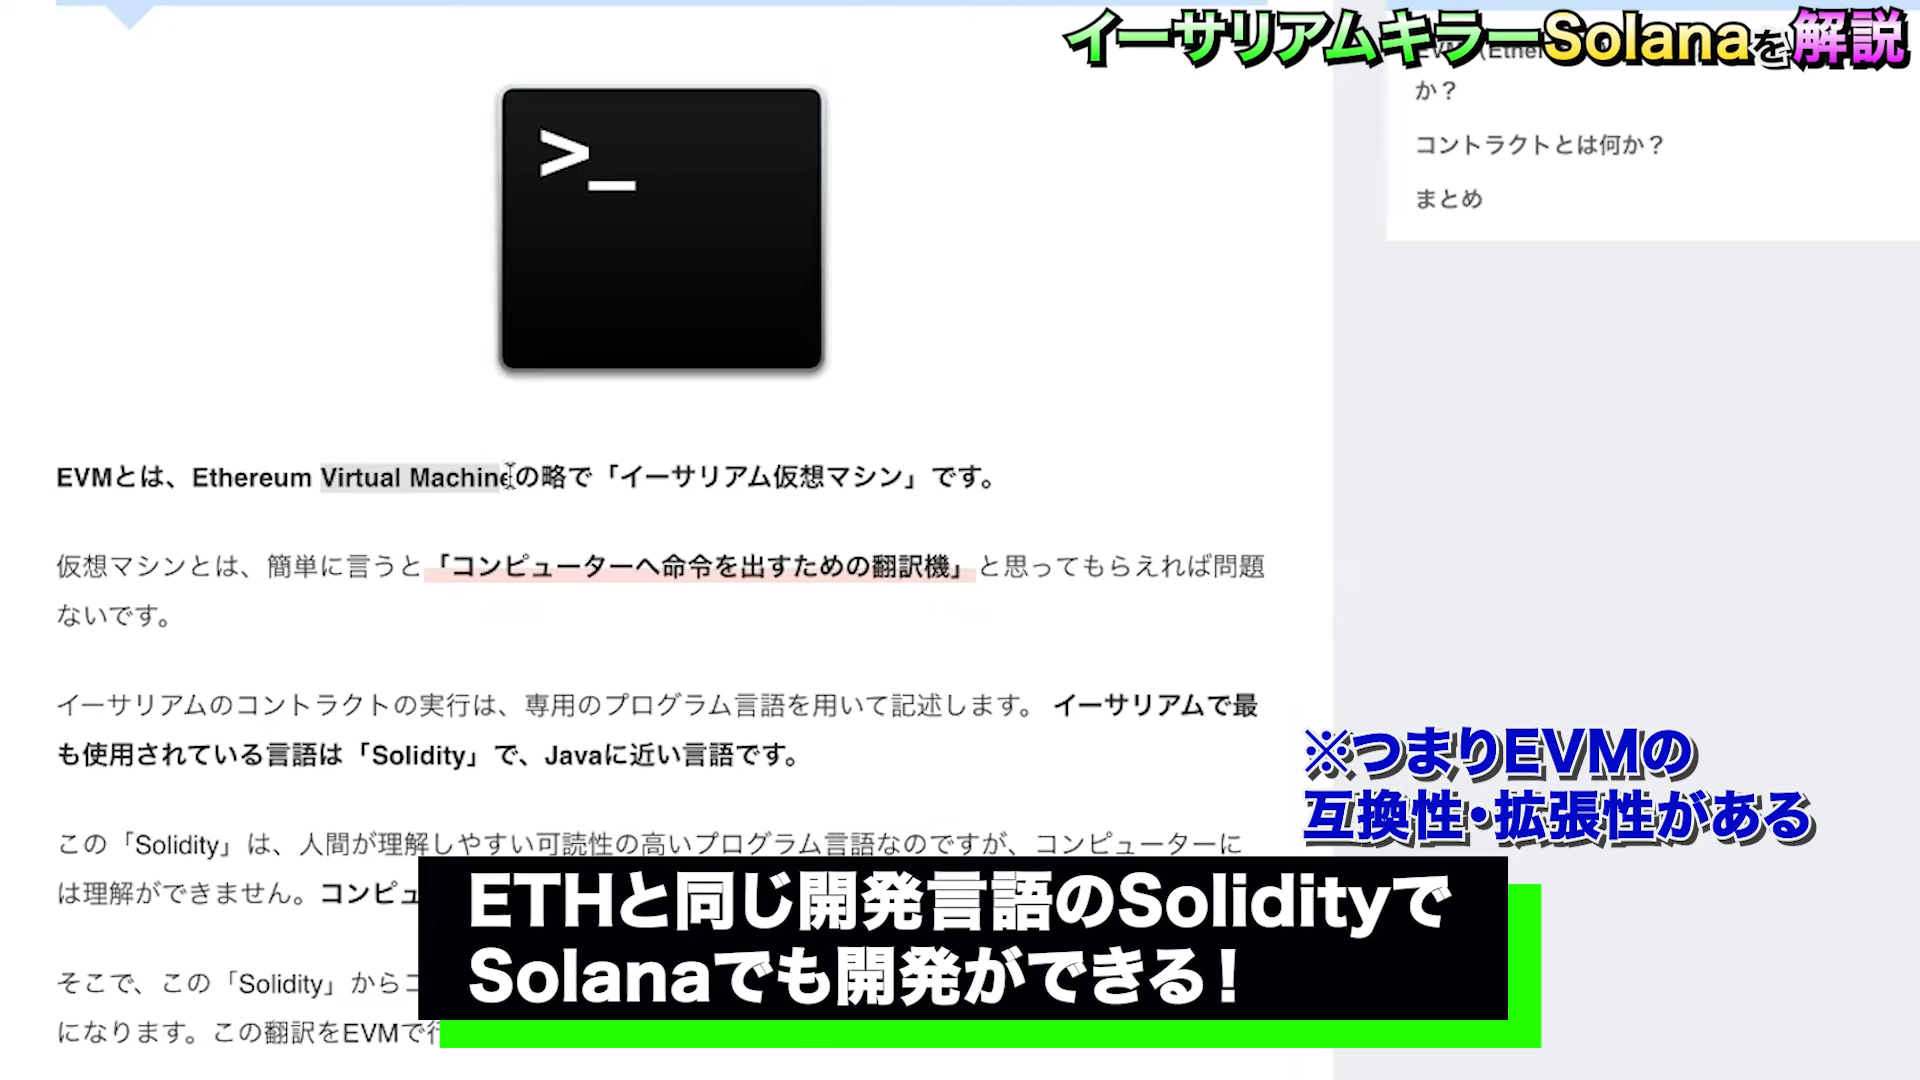 イーサリアムキラーSolanaを解説
か？
コントラクトとは何か？
まとめ
>_
EVMとは、Ethereum Virtual Machineの略で「イーサリアム仮想マシン」です。
仮想マシンとは、簡単に言うと「コンピューターへ命令を出すための翻訳機」と思ってもらえれば問題
ないです。
イーサリアムのコントラクトの実行は、専用のプログラム言語を用いて記述します。 イーサリアムで最
も使用されている言語は「Solidity」で、Javaに近い言語です。
この「Solidity」は、人間が理解しやすい可読性の高いプログラム言語なのですが、コンピューターに
は理解ができません。コンピュ
そこで、この「Solidity」からコ
になります。この翻訳をEVMで行
※つまりEVMの
互換性・拡張性がある
ETHと同じ開発言語のSolidityで
Solanaでも開発ができる！